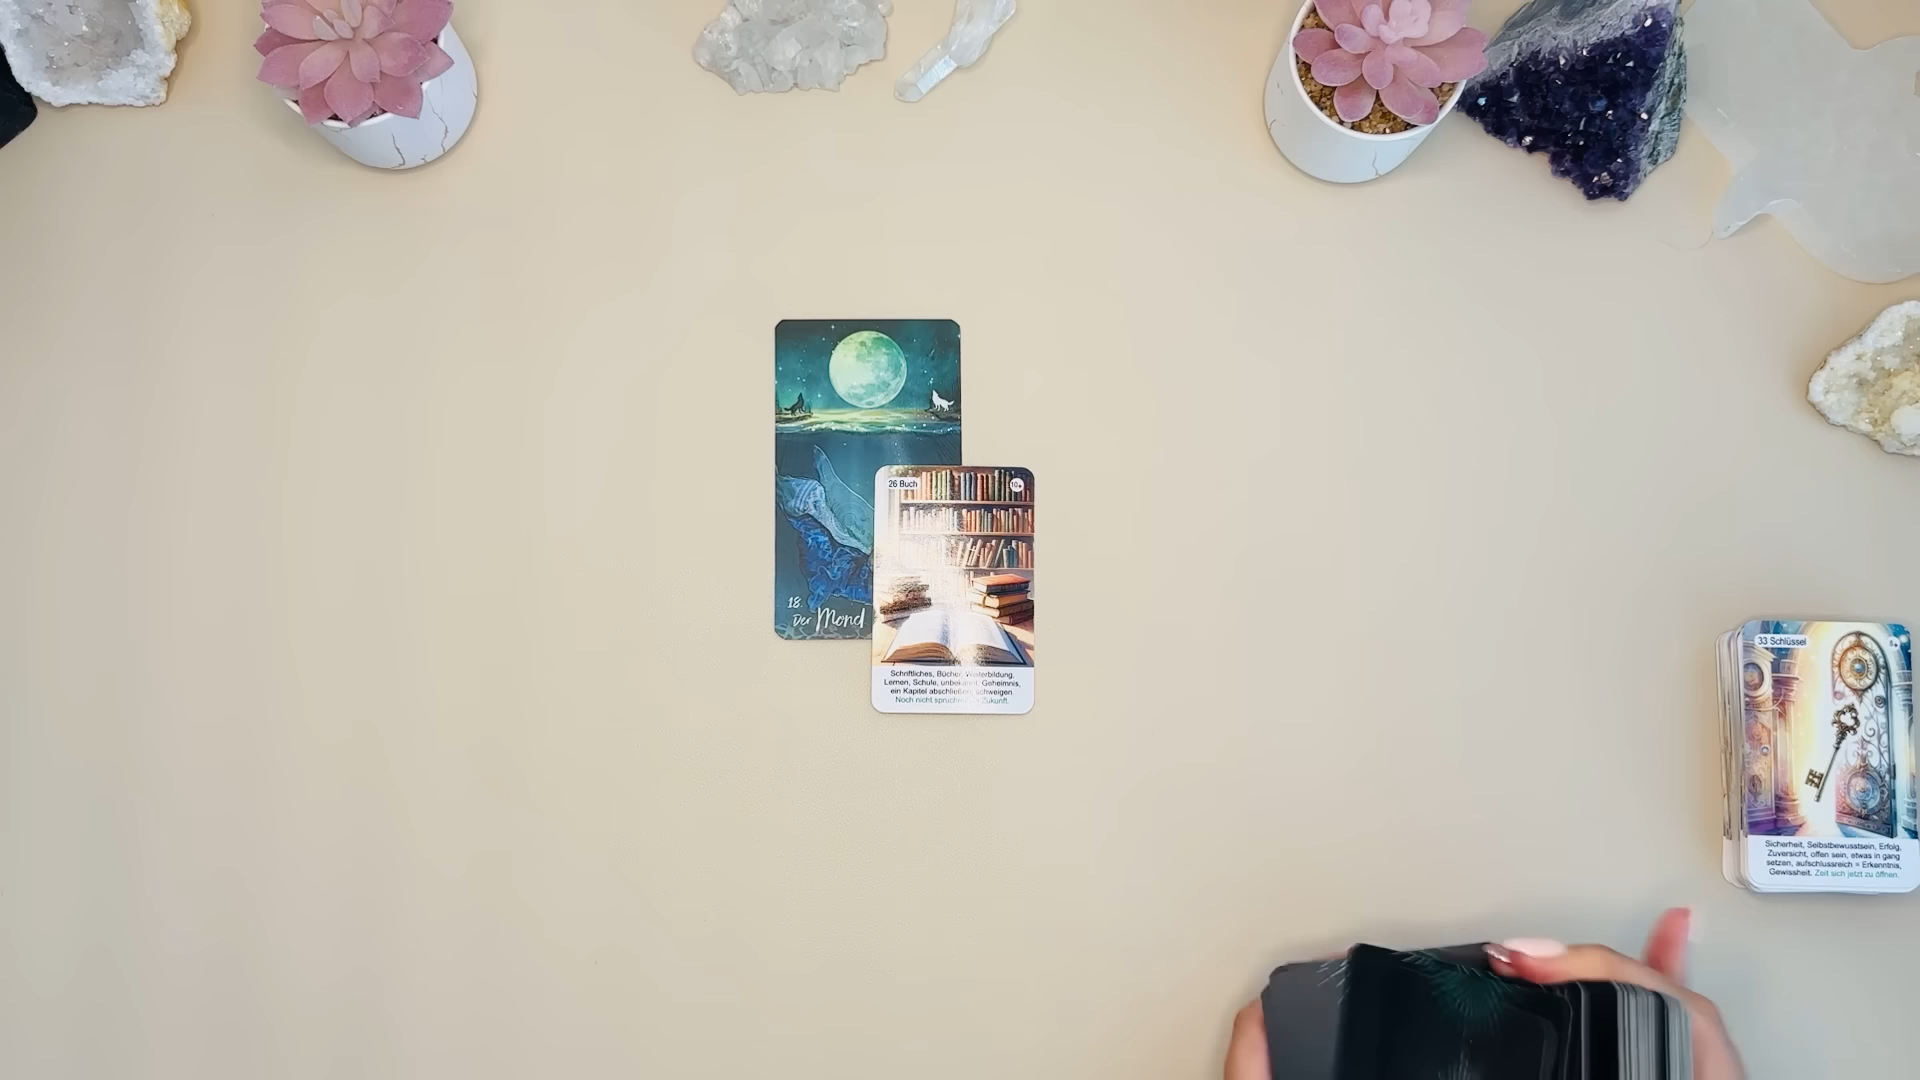 18.
Der Mond
26 Buch
10
Schriftliches, Bücher, Weiterbildung,
Lernen, Schule, unbekannt, Geheimnis,
ein Kapitel abschließen, schweigen.
Noch nicht Zukunft.
33 Schlüssel
Sicherheit, Selbstbewusstsein, Erfolg,
Zuversicht, offen sein, etwas in gang
setzen, aufschlussreich = Erkenntnis,
Gewissheit. Zeit sich jetzt zu öffnen.